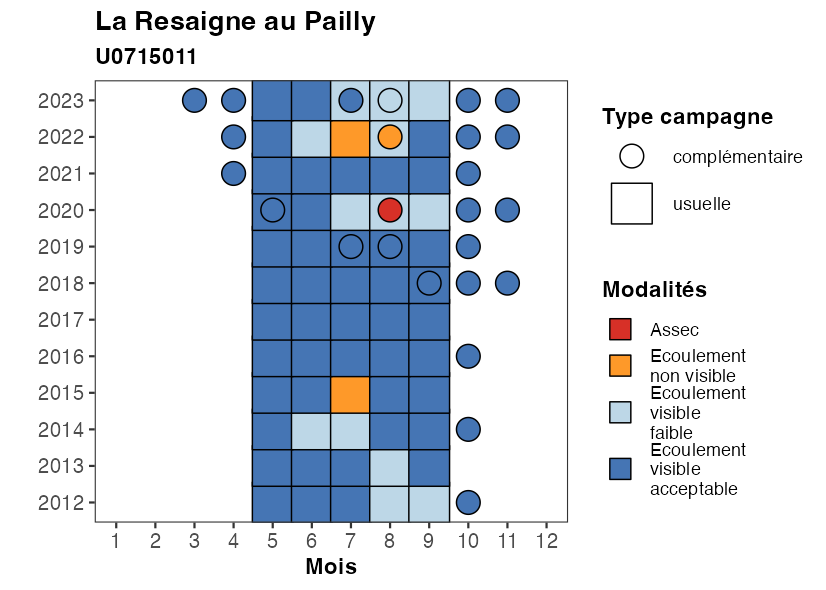 La Resaigne au Pailly
U0715011
2023
2022
2021
2020
2019
2018
2017
2016
2015
2014
2013
2012
1 2 3 4 5 6 7 8 9 10 11 12
Mois
Type campagne
complémentaire
usuelle
Modalités
Assec
Ecoulement
non visible
Ecoulement
visible
faible
Ecoulement
visible
acceptable